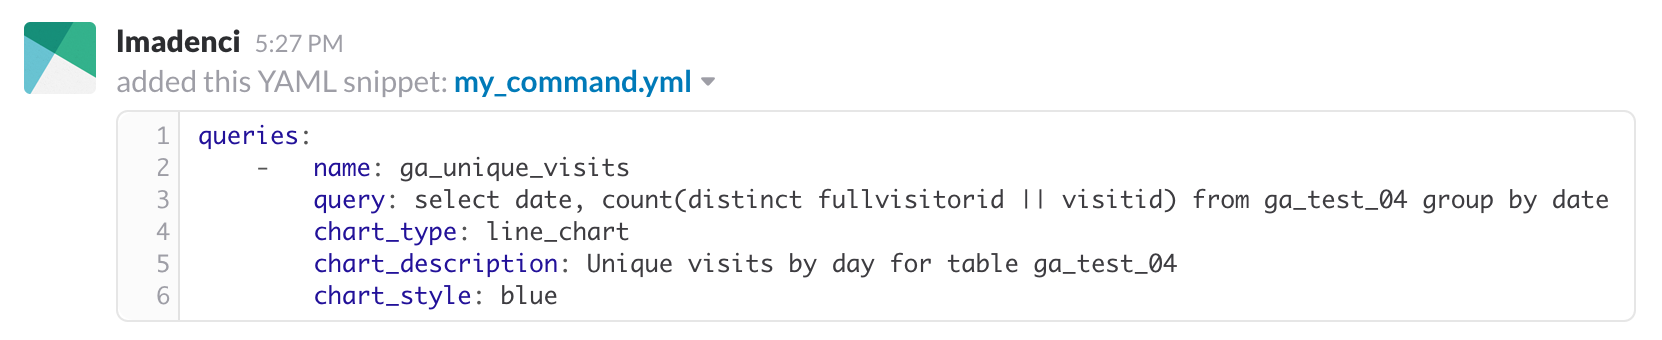 lmadenci 5:27 PM
added this YAML snippet: my_command.yml
1 queries:
2     -   name: ga_unique_visits
3         query: select date, count(distinct fullvisitorid || visitid) from ga_test_04 group by date
4         chart_type: line_chart
5         chart_description: Unique visits by day for table ga_test_04
6         chart_style: blue